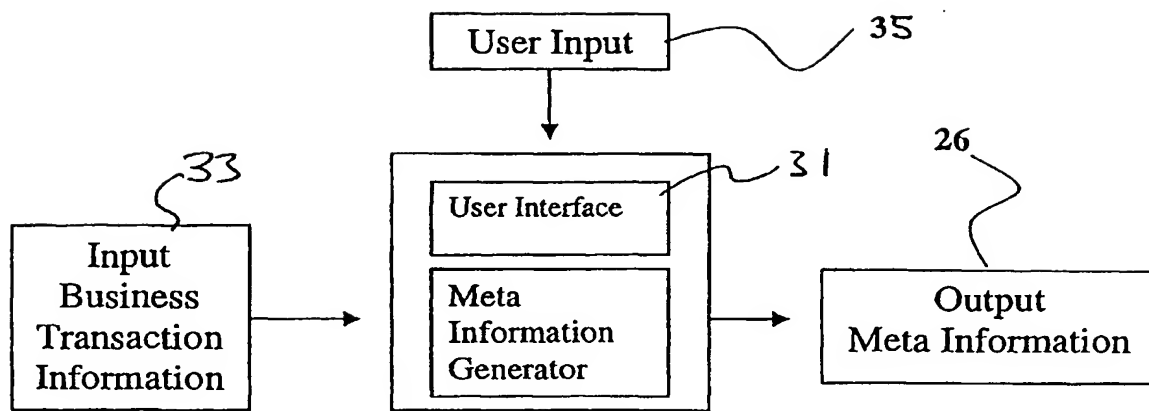 User Input
35
26
33
31
User Interface
Input
Business
Transaction
Information
Meta
Information
Generator
Output
Meta Information